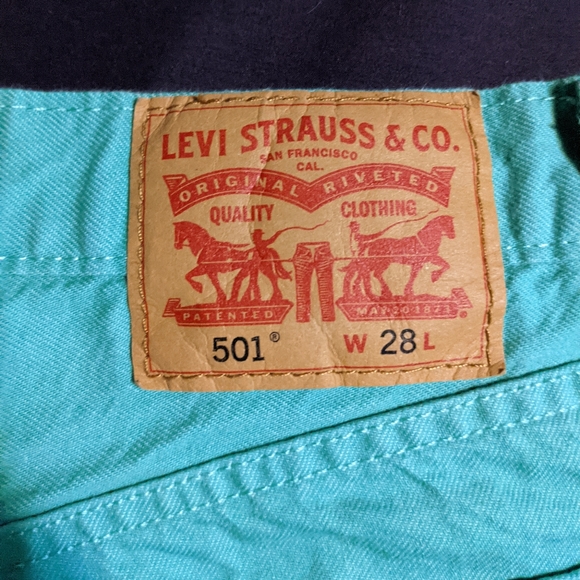 LEVI STRAUSS & CO.
SAN FRANCISCO
CAL.
ORIGINAL RIVETED
QUALITY CLOTHING
PATENTED MAY 20 1873
501® W 28 L